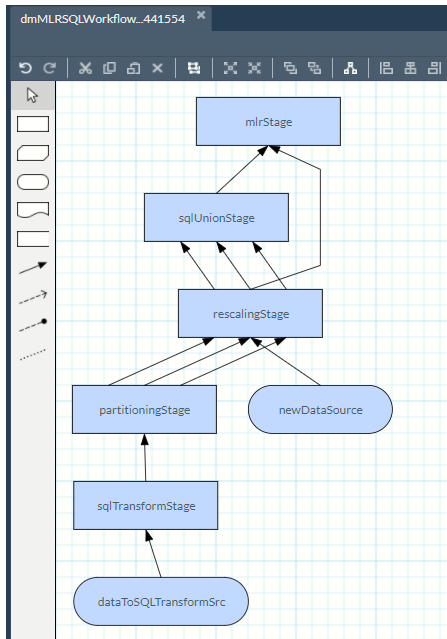 dmMLRSQLWorkflow...441554
mlrStage
sqlUnionStage
rescalingStage
partitioningStage
newDataSource
sqlTransformStage
dataToSQLTransformSrc